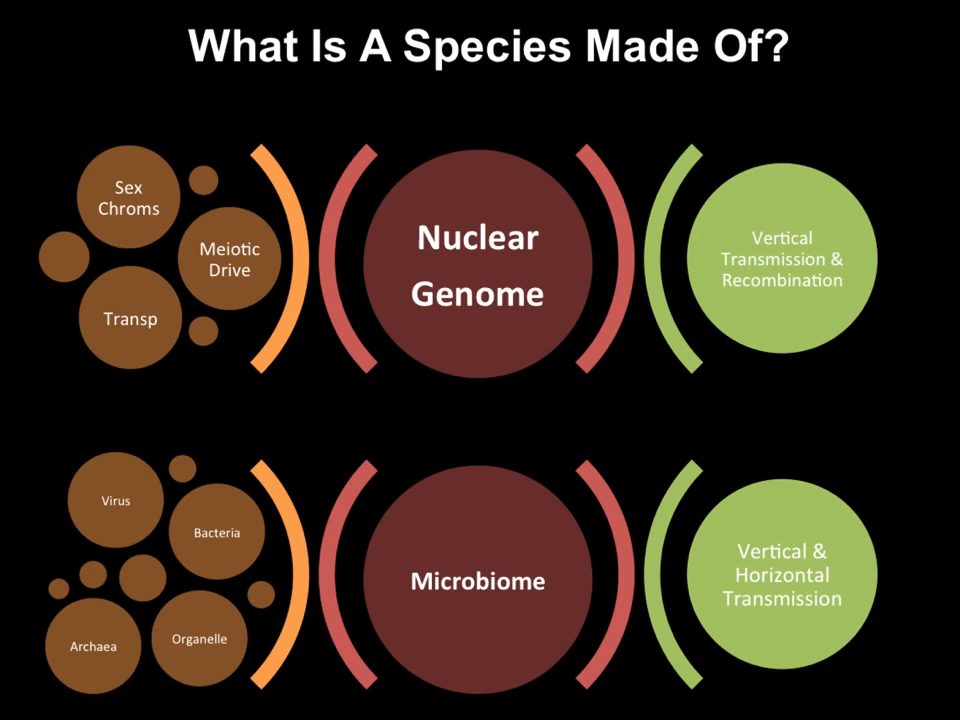 What Is A Species Made Of?
Sex
Chroms
Meiotic
Drive
Transp
Nuclear
Genome
Vertical
Transmission &
Recombination
Virus
Bacteria
Archaea
Organelle
Microbiome
Vertical &
Horizontal
Transmission